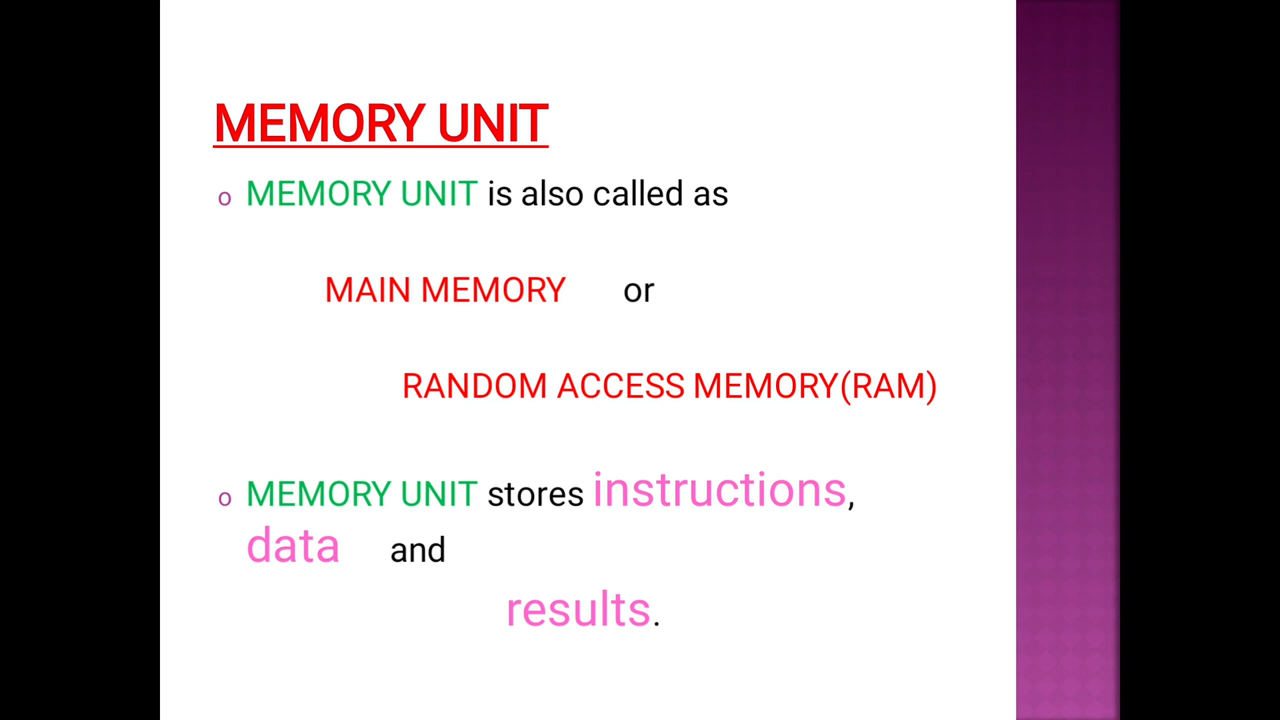 MEMORY UNIT
o MEMORY UNIT is also called as
MAIN MEMORY or
RANDOM ACCESS MEMORY(RAM)
o MEMORY UNIT stores instructions,
data and
results.